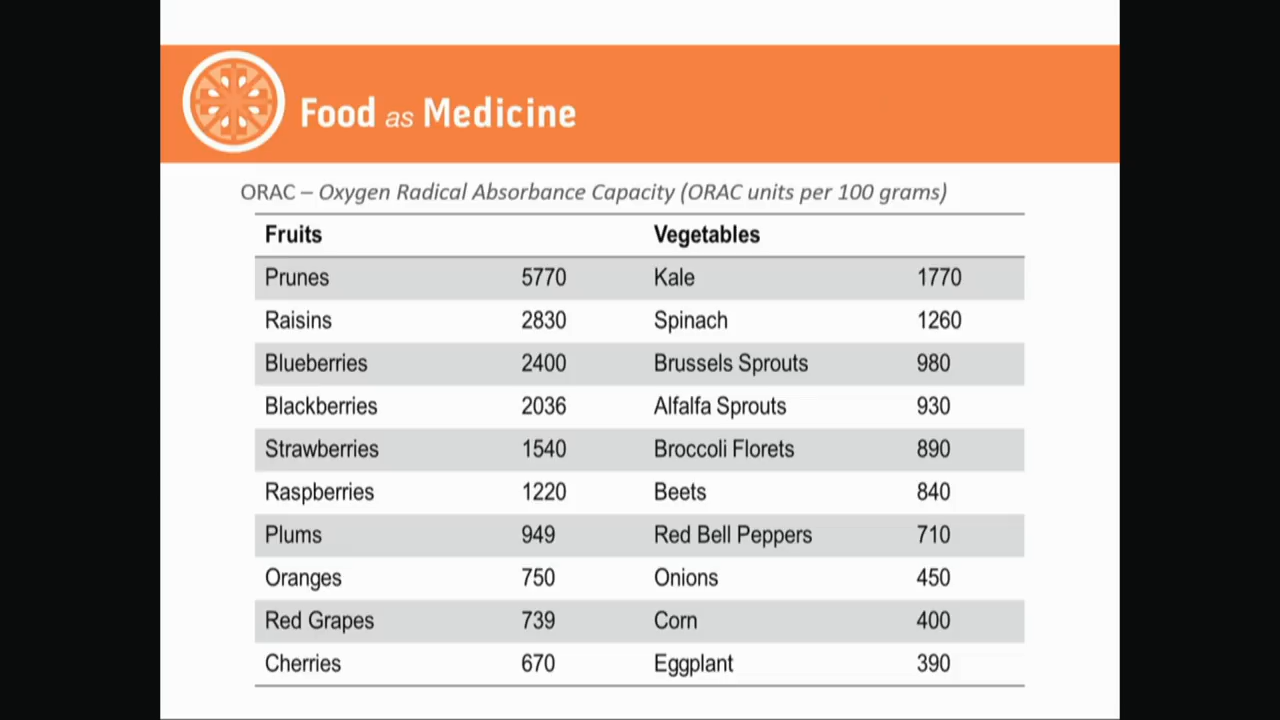 Food as Medicine
ORAC – Oxygen Radical Absorbance Capacity (ORAC units per 100 grams)
Fruits Vegetables
Prunes 5770 Kale 1770
Raisins 2830 Spinach 1260
Blueberries 2400 Brussels Sprouts 980
Blackberries 2036 Alfalfa Sprouts 930
Strawberries 1540 Broccoli Florets 890
Raspberries 1220 Beets 840
Plums 949 Red Bell Peppers 710
Oranges 750 Onions 450
Red Grapes 739 Corn 400
Cherries 670 Eggplant 390